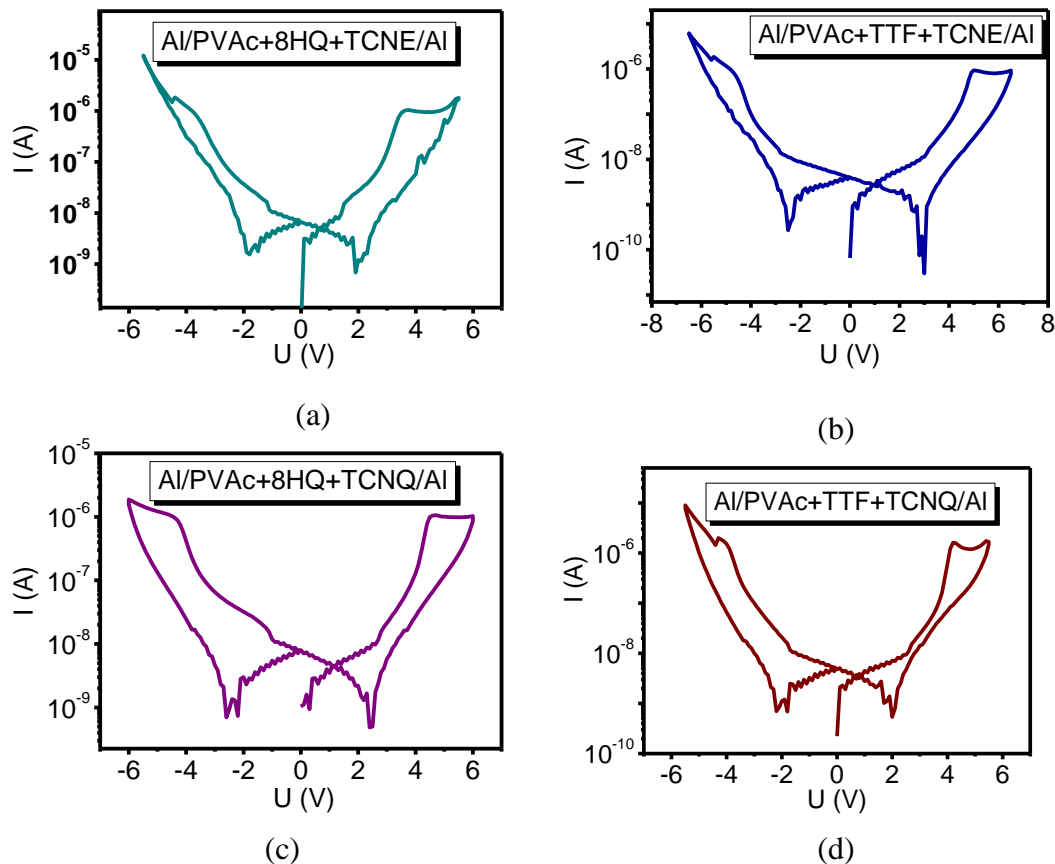 Al/PVAc+8HQ+TCNE/Al
10⁻⁵
10⁻⁶
10⁻⁷
10⁻⁸
10⁻⁹
I (A)
-6 -4 -2 0 2 4 6
U (V)
(a)
Al/PVAc+TTF+TCNE/Al
10⁻⁶
10⁻⁸
10⁻¹⁰
I (A)
-8 -6 -4 -2 0 2 4 6 8
U (V)
(b)
Al/PVAc+8HQ+TCNQ/Al
10⁻⁵
10⁻⁶
10⁻⁷
10⁻⁸
10⁻⁹
I (A)
-6 -4 -2 0 2 4 6
U (V)
(c)
Al/PVAc+TTF+TCNQ/Al
10⁻⁶
10⁻⁸
10⁻¹⁰
I (A)
-6 -4 -2 0 2 4 6
U (V)
(d)